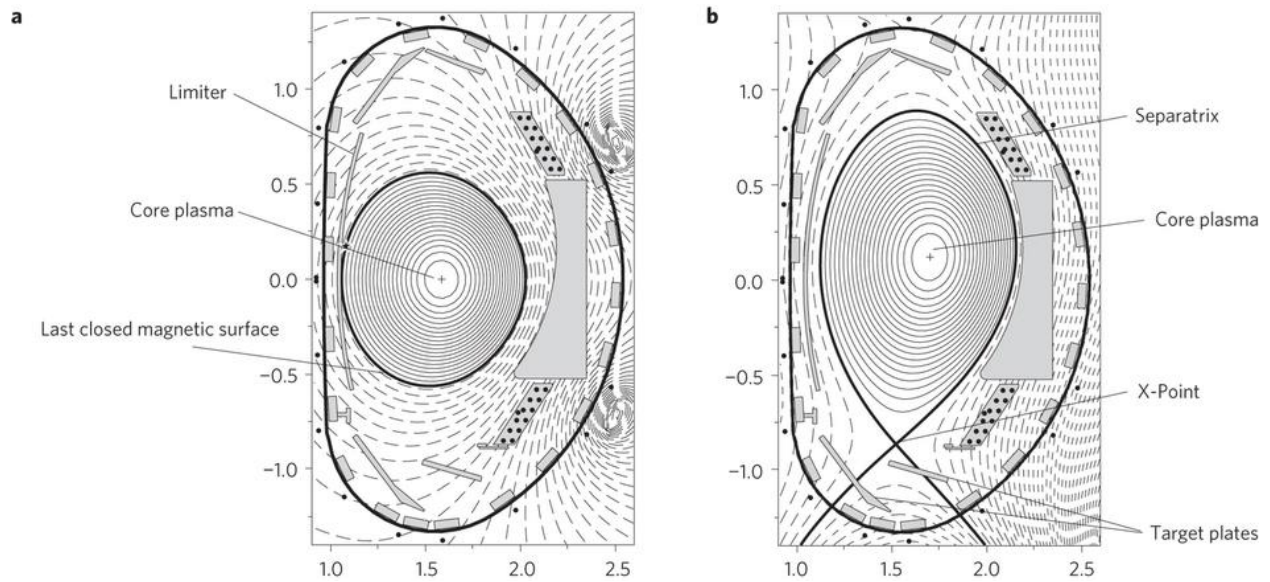 a
1.0
0.5
0.0
−0.5
−1.0
1.0 1.5 2.0 2.5
Limiter
Core plasma
Last closed magnetic surface
b
1.0
0.5
0.0
−0.5
−1.0
1.0 1.5 2.0 2.5
Separatrix
Core plasma
X-Point
Target plates